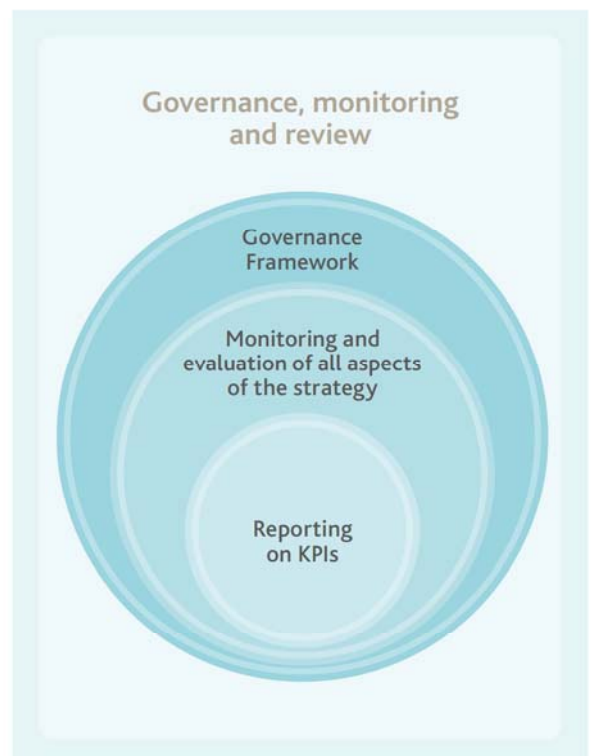 Governance, monitoring
and review
Governance
Framework
Monitoring and
evaluation of all aspects
of the strategy
Reporting
on KPIs